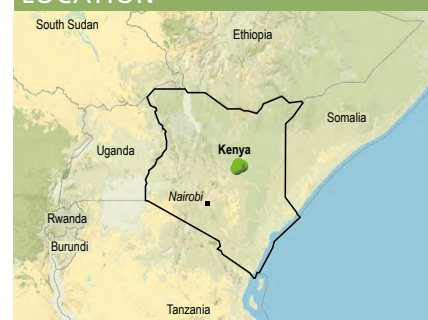 LOCATION
South Sudan
Ethiopia
Somalia
Uganda
Kenya
Nairobi
Rwanda
Burundi
Tanzania